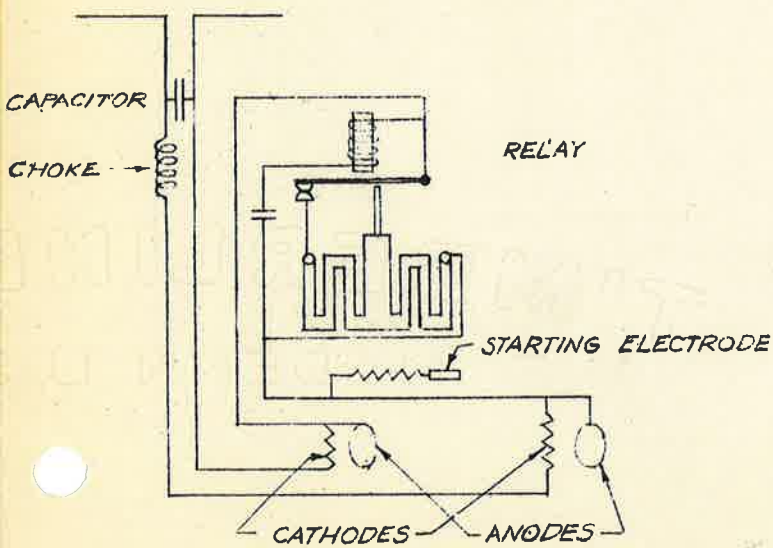 CAPACITOR
RELAY
CHOKE
STARTING ELECTRODE
CATHODES
ANODES